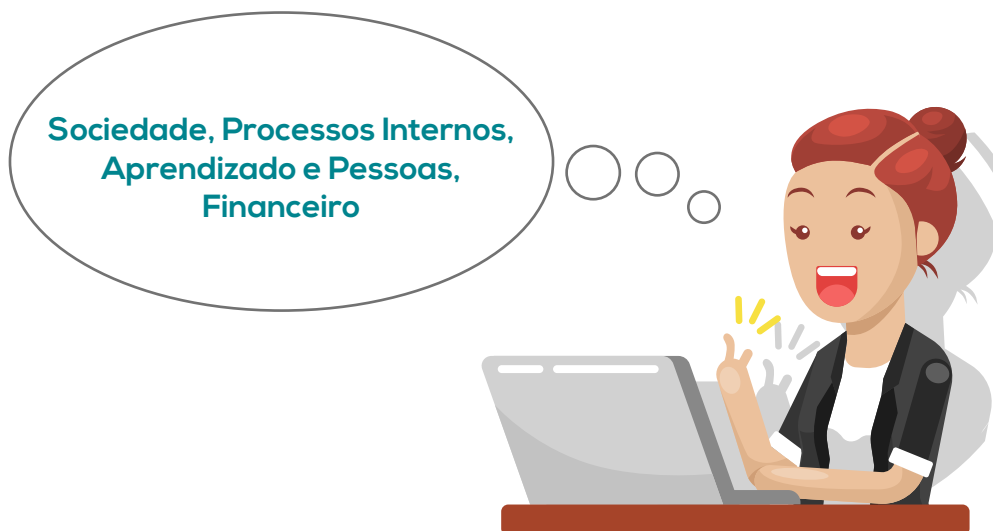 Sociedade, Processos Internos,
Aprendizado e Pessoas,
Financeiro